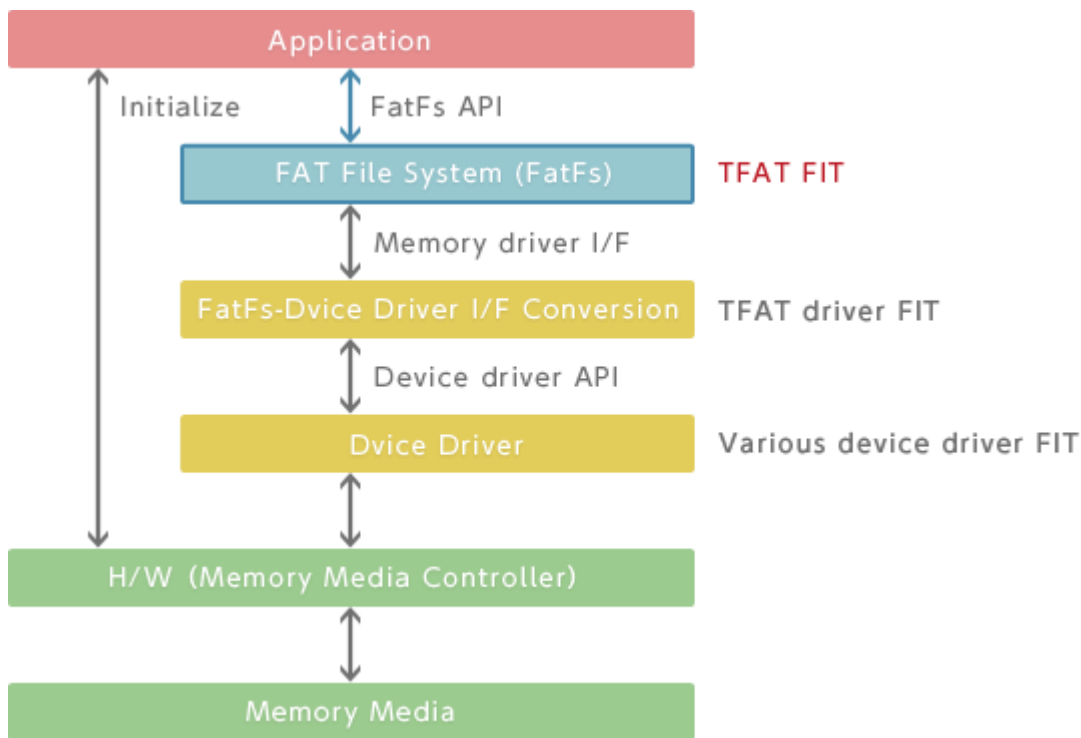 Application
Initialize
FatFs API
FAT File System (FatFs)
TFAT FIT
Memory driver I/F
FatFs-Dvice Driver I/F Conversion
TFAT driver FIT
Device driver API
Dvice Driver
Various device driver FIT
H/W (Memory Media Controller)
Memory Media